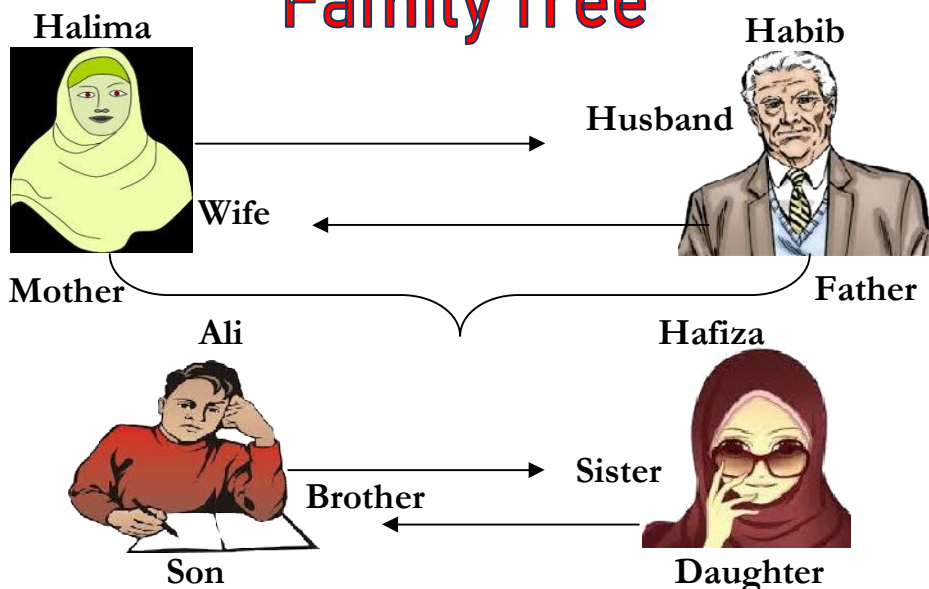 Family Tree
Halima
Habib
Husband
Wife
Mother
Father
Ali
Hafiza
Sister
Brother
Son
Daughter